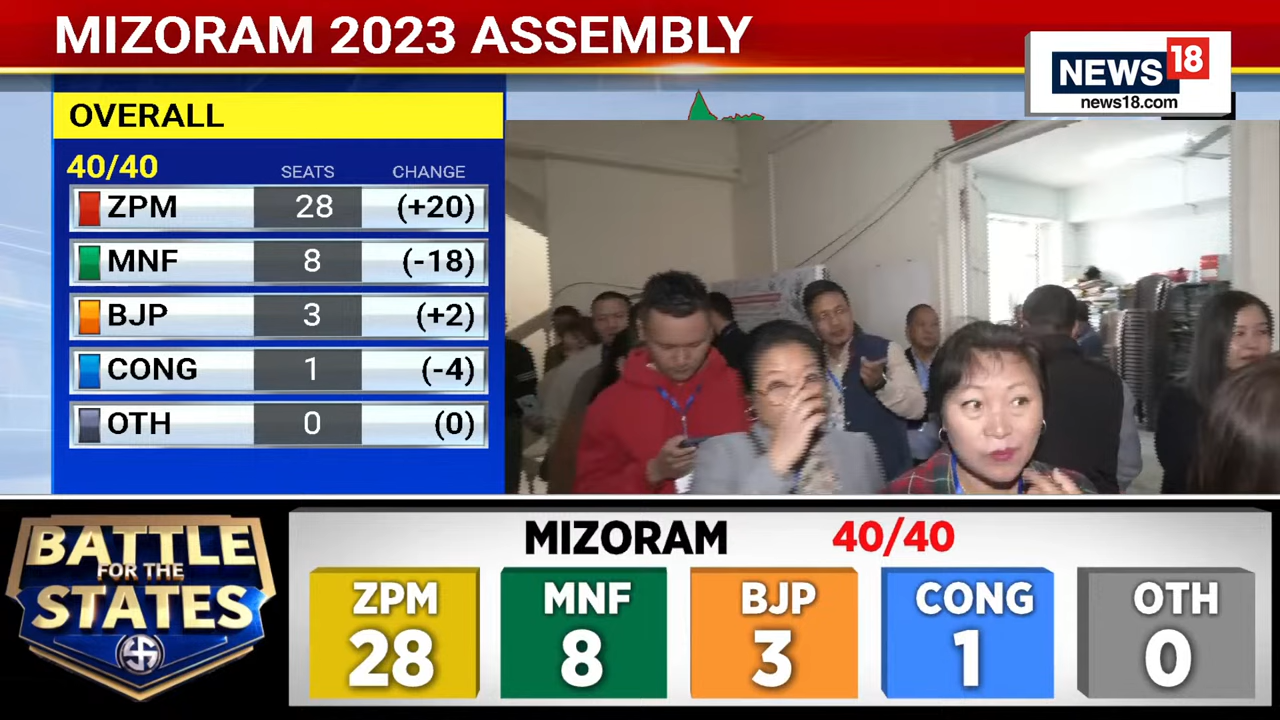 MIZORAM 2023 ASSEMBLY
NEWS 18
news18.com
OVERALL
40/40 SEATS CHANGE
ZPM 28 (+20)
MNF 8 (-18)
BJP 3 (+2)
CONG 1 (-4)
OTH 0 (0)
BATTLE
FOR THE
STATES
MIZORAM 40/40
ZPM MNF BJP CONG OTH
28 8 3 1 0